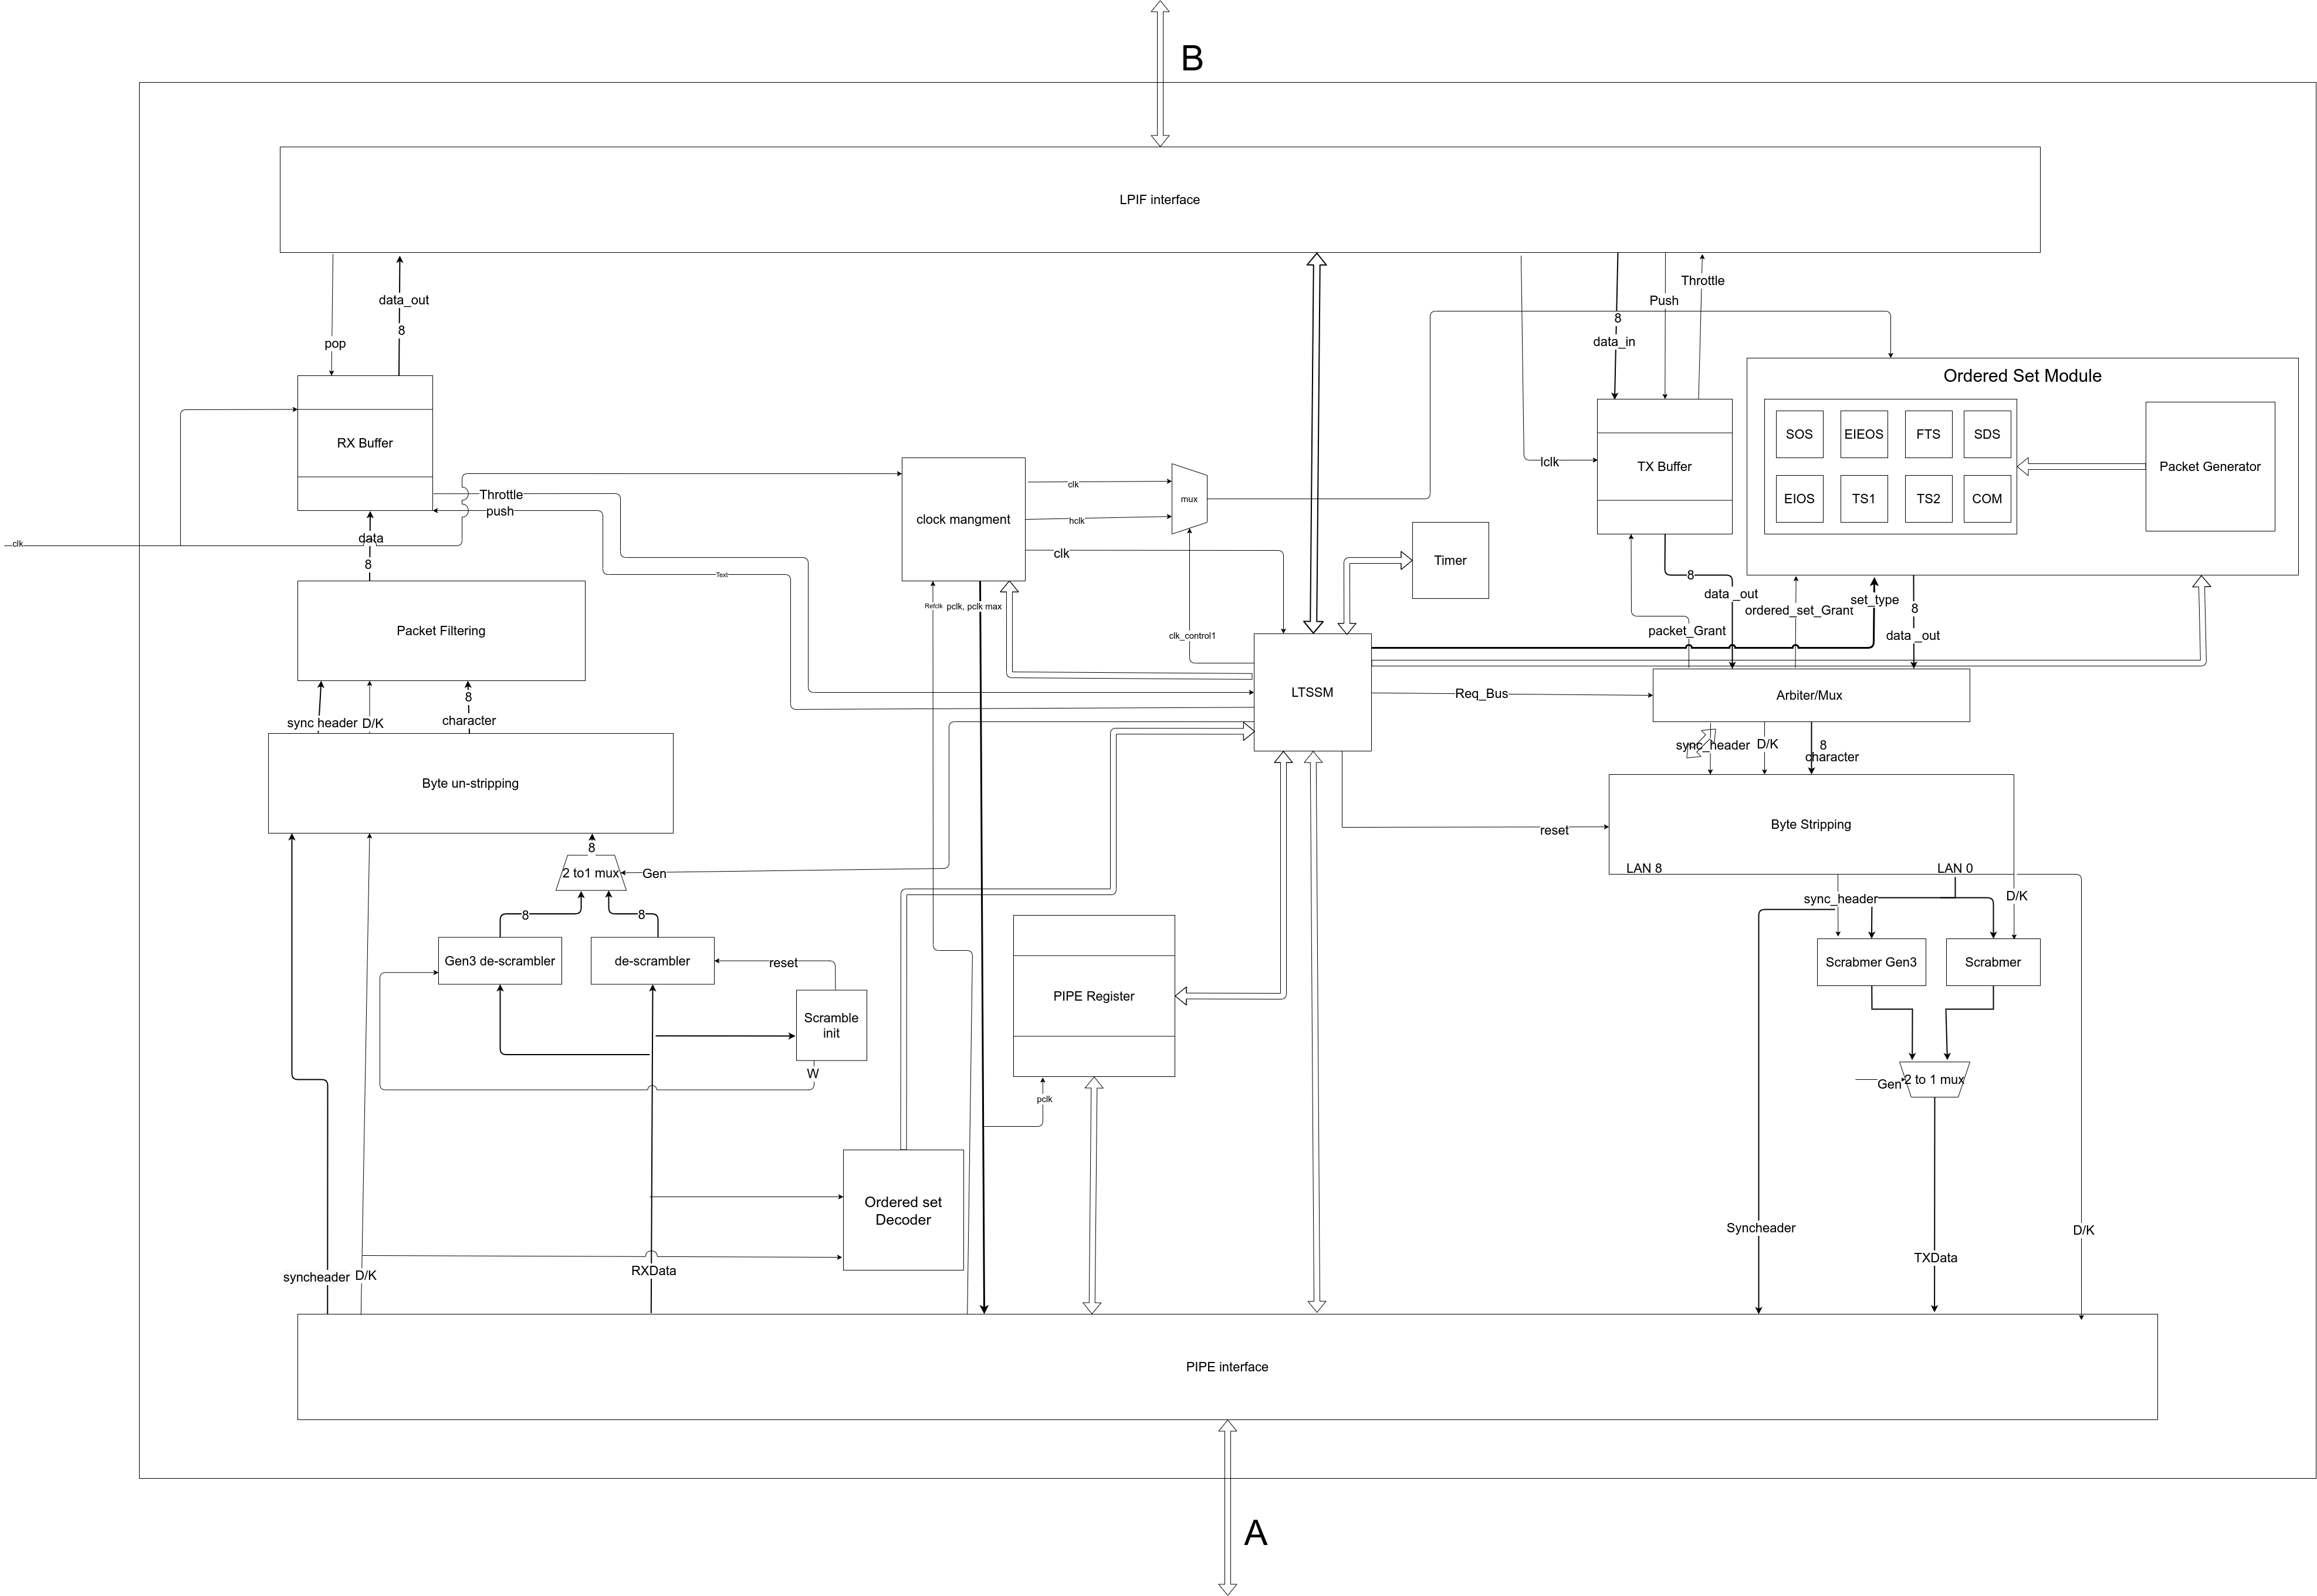 B
LPIF interface
data_out
8
pop
Throttle
Push
8
data_in
RX Buffer
Throttle
push
clk
data
8
Text
clock mangment
clk
hclk
clk
mux
Refclk
pclk, pclk max
clk_control1
Timer
lclk
TX Buffer
Ordered Set Module
SOS
EIEOS
FTS
SDS
EIOS
TS1
TS2
COM
Packet Generator
8
data _out
packet_Grant
ordered_set_Grant
set_type
8
data _out
Packet Filtering
sync header
D/K
8
character
LTSSM
Req_Bus
Arbiter/Mux
sync_header
D/K
8
character
Byte un-stripping
8
2 to1 mux
Gen
8
8
Gen3 de-scrambler
de-scrambler
reset
Scramble
init
W
PIPE Register
pclk
reset
Byte Stripping
LAN 8
LAN 0
sync_header
D/K
Scrabmer Gen3
Scrabmer
Gen
2 to 1 mux
Ordered set
Decoder
syncheader
D/K
RXData
Syncheader
TXData
D/K
PIPE interface
A